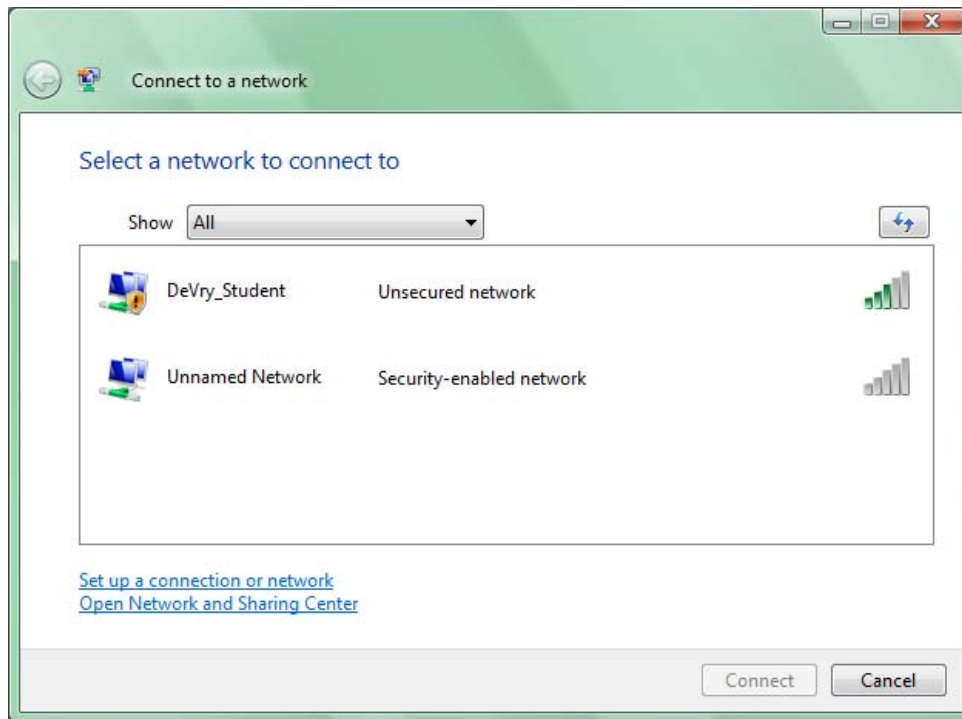 Connect to a network
Select a network to connect to
Show All
DeVry_Student Unsecured network
Unnamed Network Security-enabled network
Set up a connection or network
Open Network and Sharing Center
Connect Cancel